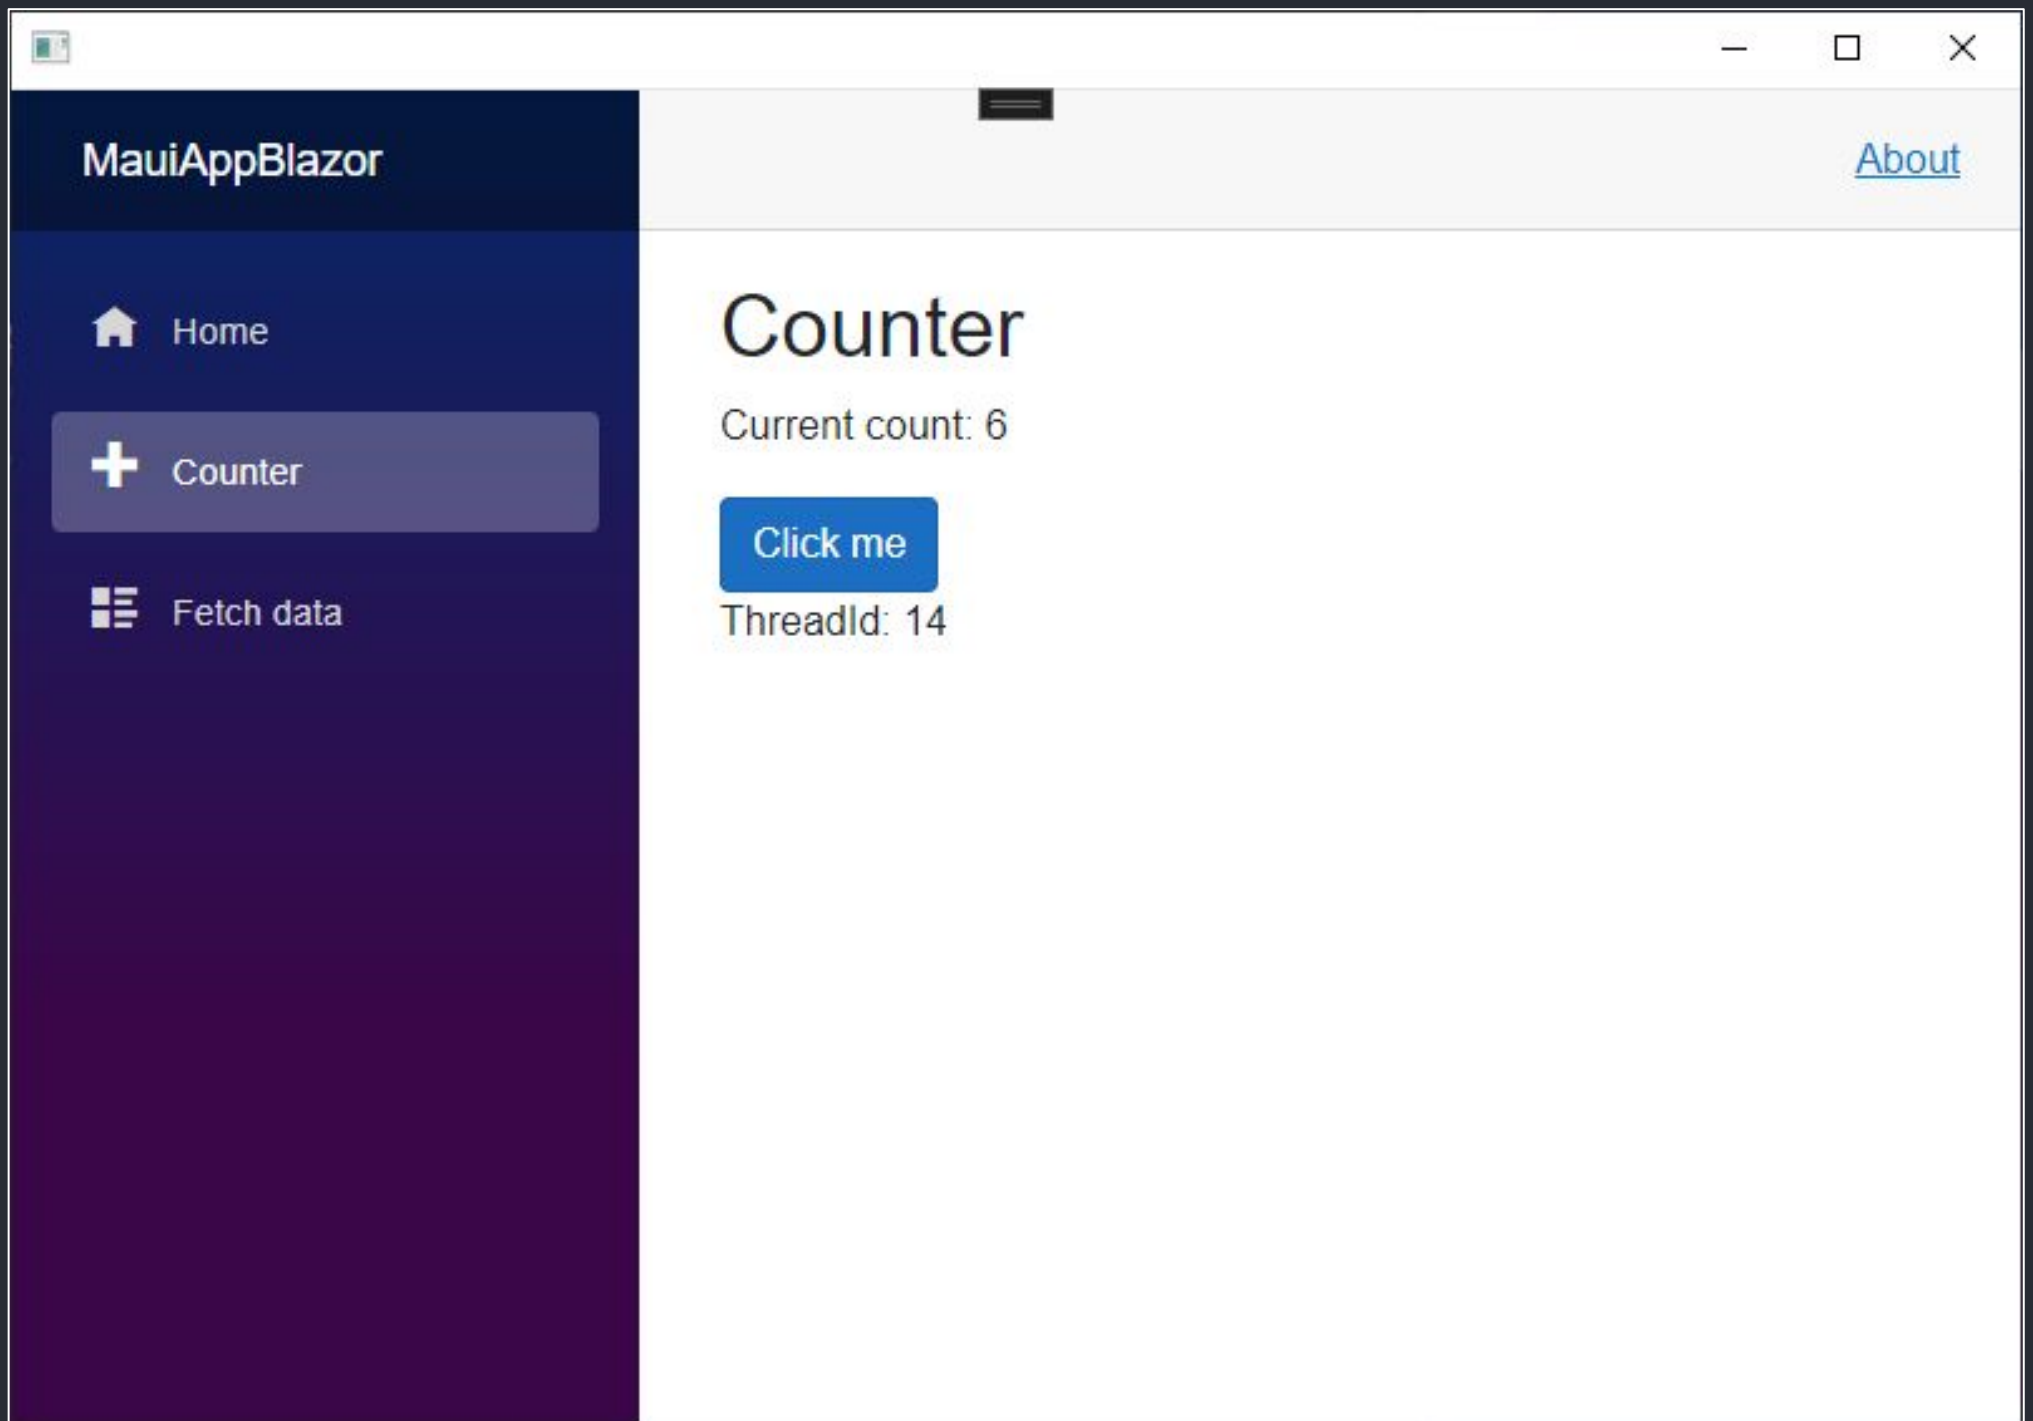 MauiAppBlazor
About
Home
Counter
Fetch data
Counter
Current count: 6
Click me
ThreadId: 14